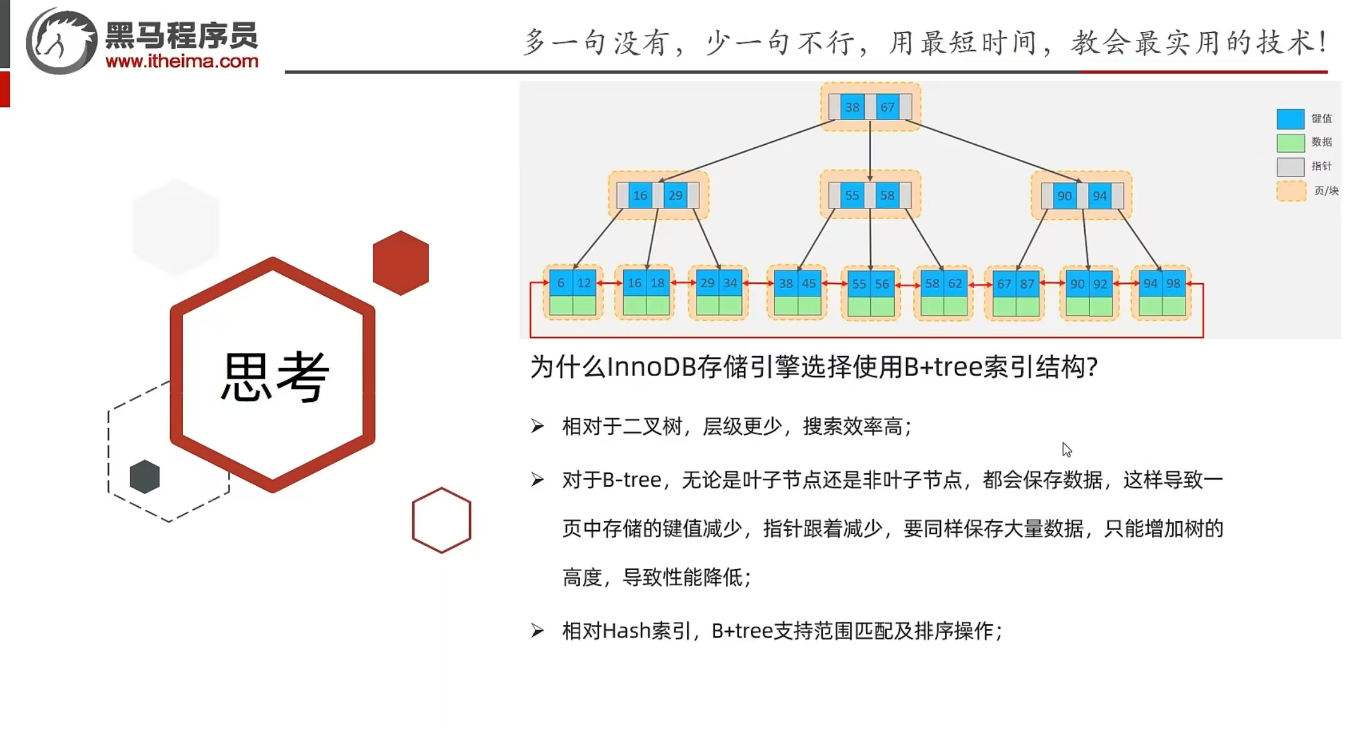 黑马程序员
www.itheima.com
多一句没有，少一句不行，用最短时间，教会最实用的技术！
38 67
键值
数据
指针
页/块
16 29
55 58
90 94
6 12
16 18
29 34
38 45
55 56
58 62
67 87
90 92
94 98
思考
为什么InnoDB存储引擎选择使用B+tree索引结构?
相对于二叉树，层级更少，搜索效率高；
对于B-tree，无论是叶子节点还是非叶子节点，都会保存数据，这样导致一
页中存储的键值减少，指针跟着减少，要同样保存大量数据，只能增加树的
高度，导致性能降低；
相对Hash索引，B+tree支持范围匹配及排序操作；